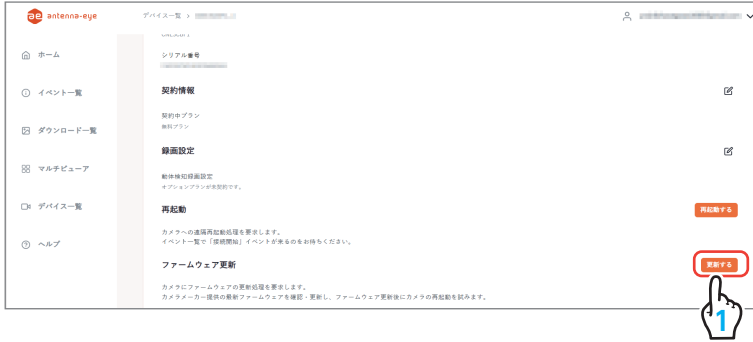 antenna-eye
デバイス一覧 >
ホーム
シリアル番号
イベント一覧
契約情報
契約中プラン
無料プラン
ダウンロード一覧
録画設定
マルチビューア
動体検知録画設定
オプションプランが未契約です。
デバイス一覧
再起動
再起動する
カメラへの遠隔再起動処理を要求します。
イベント一覧で「接続開始」イベントが来るのをお待ちください。
ヘルプ
ファームウェア更新
更新する
カメラにファームウェアの更新処理を要求します。
カメラメーカー提供の最新ファームウェアを確認・更新し、ファームウェア更新後にカメラの再起動を試みます。
1